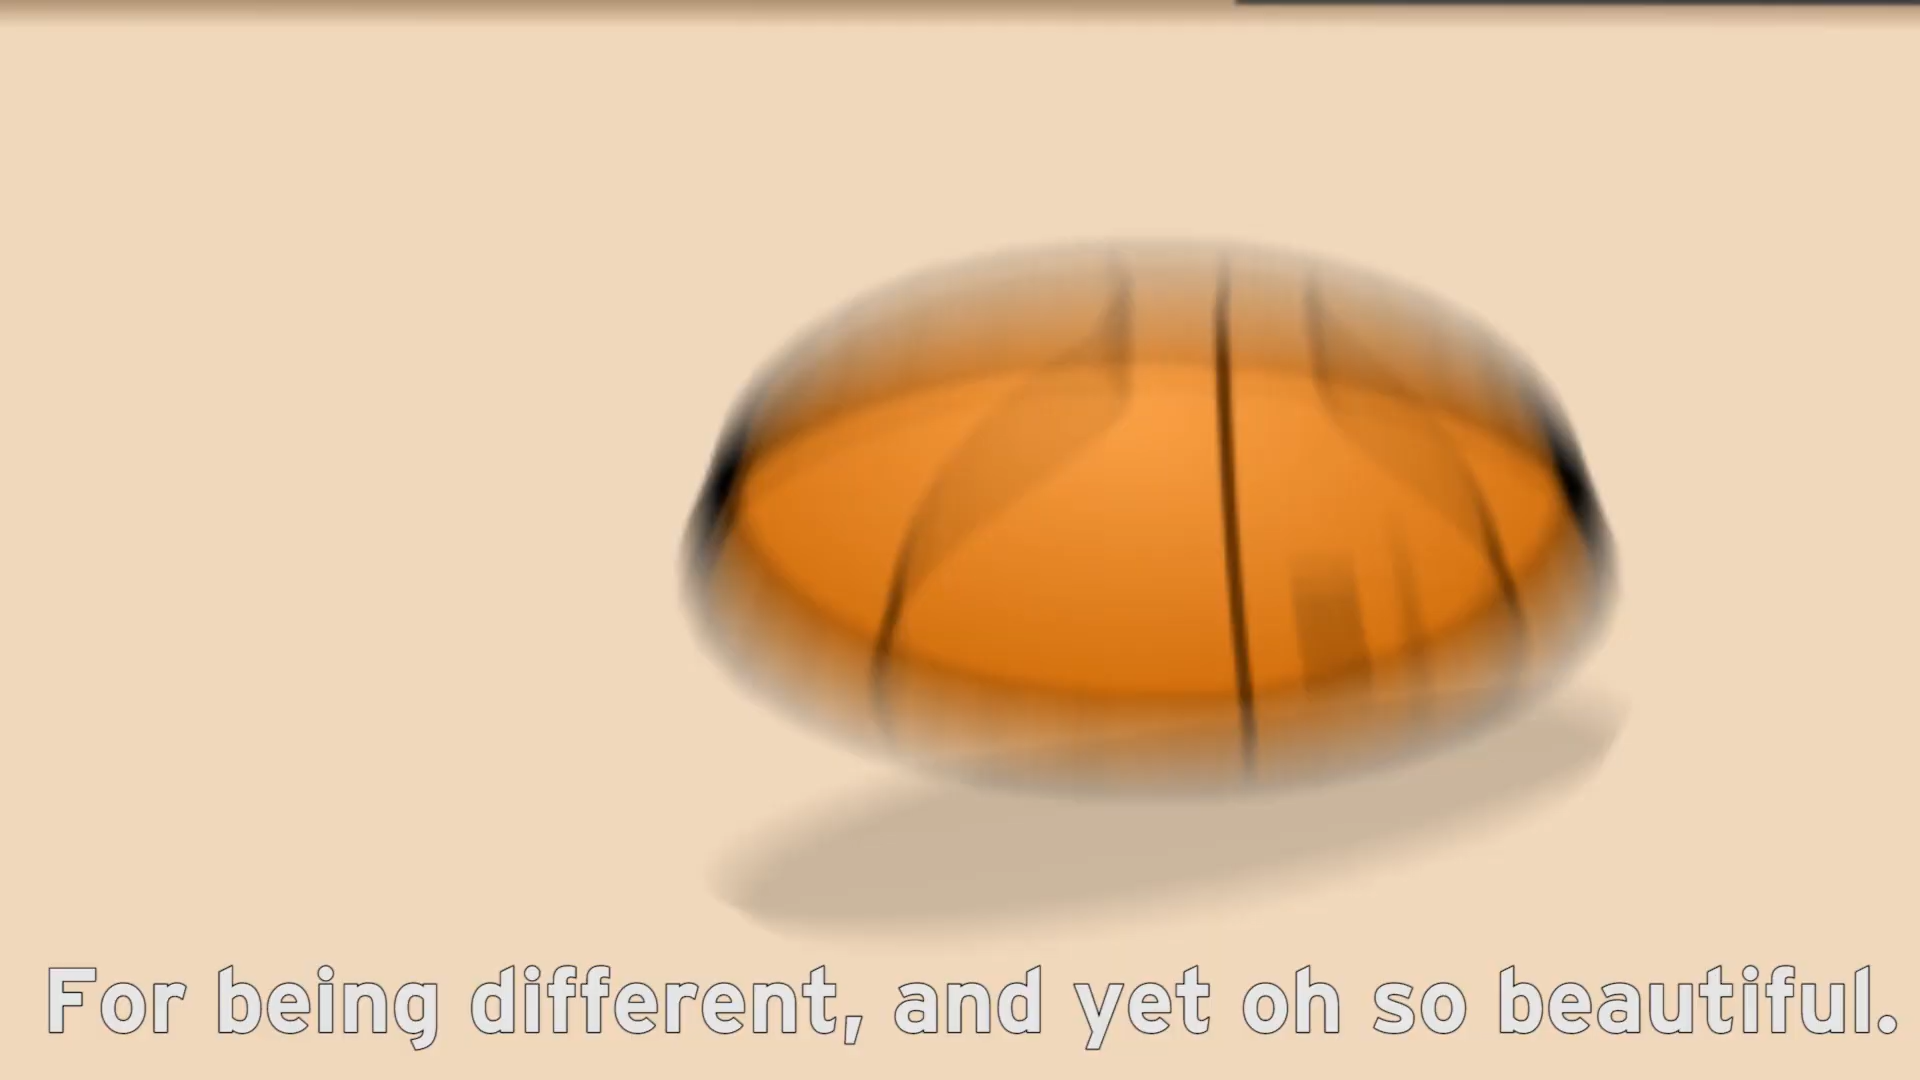 For being different, and yet oh so beautiful.